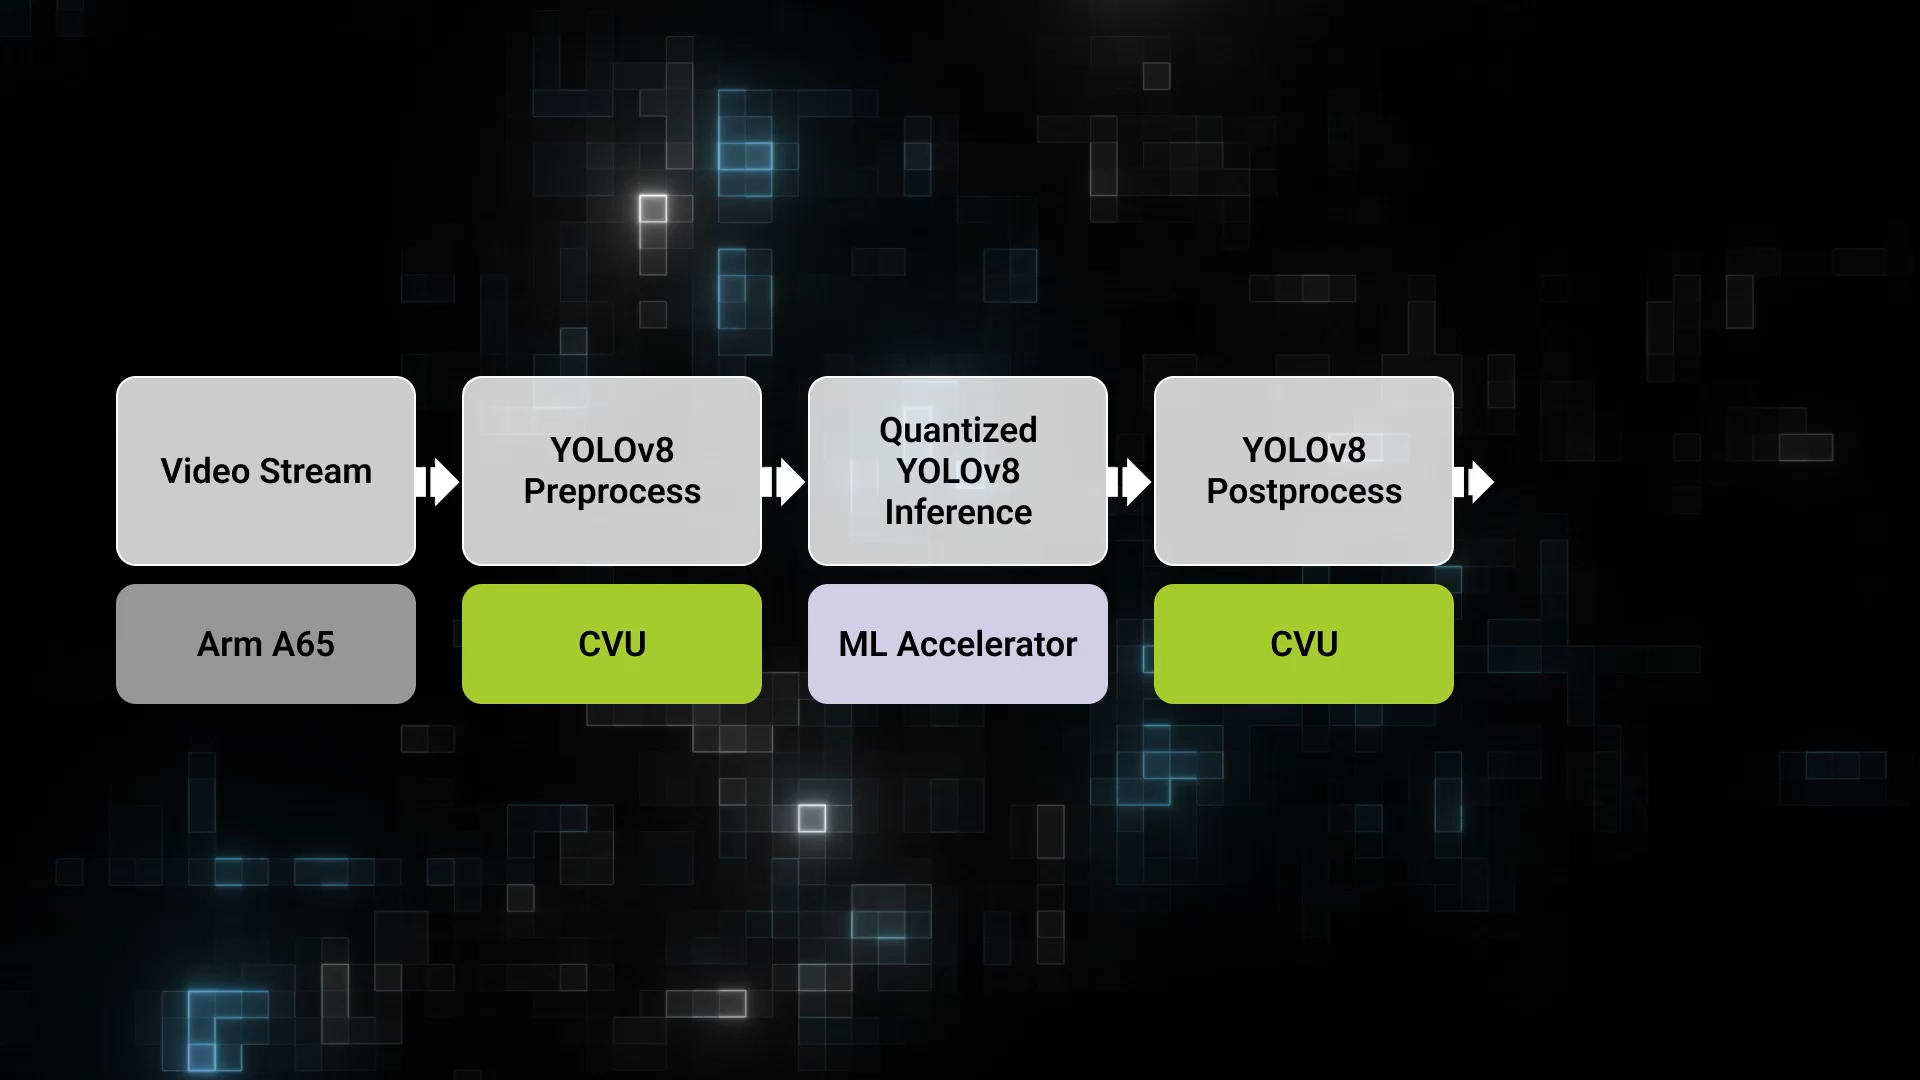 Video Stream
YOLOv8
Preprocess
Quantized
YOLOv8
Inference
YOLOv8
Postprocess
Arm A65
CVU
ML Accelerator
CVU